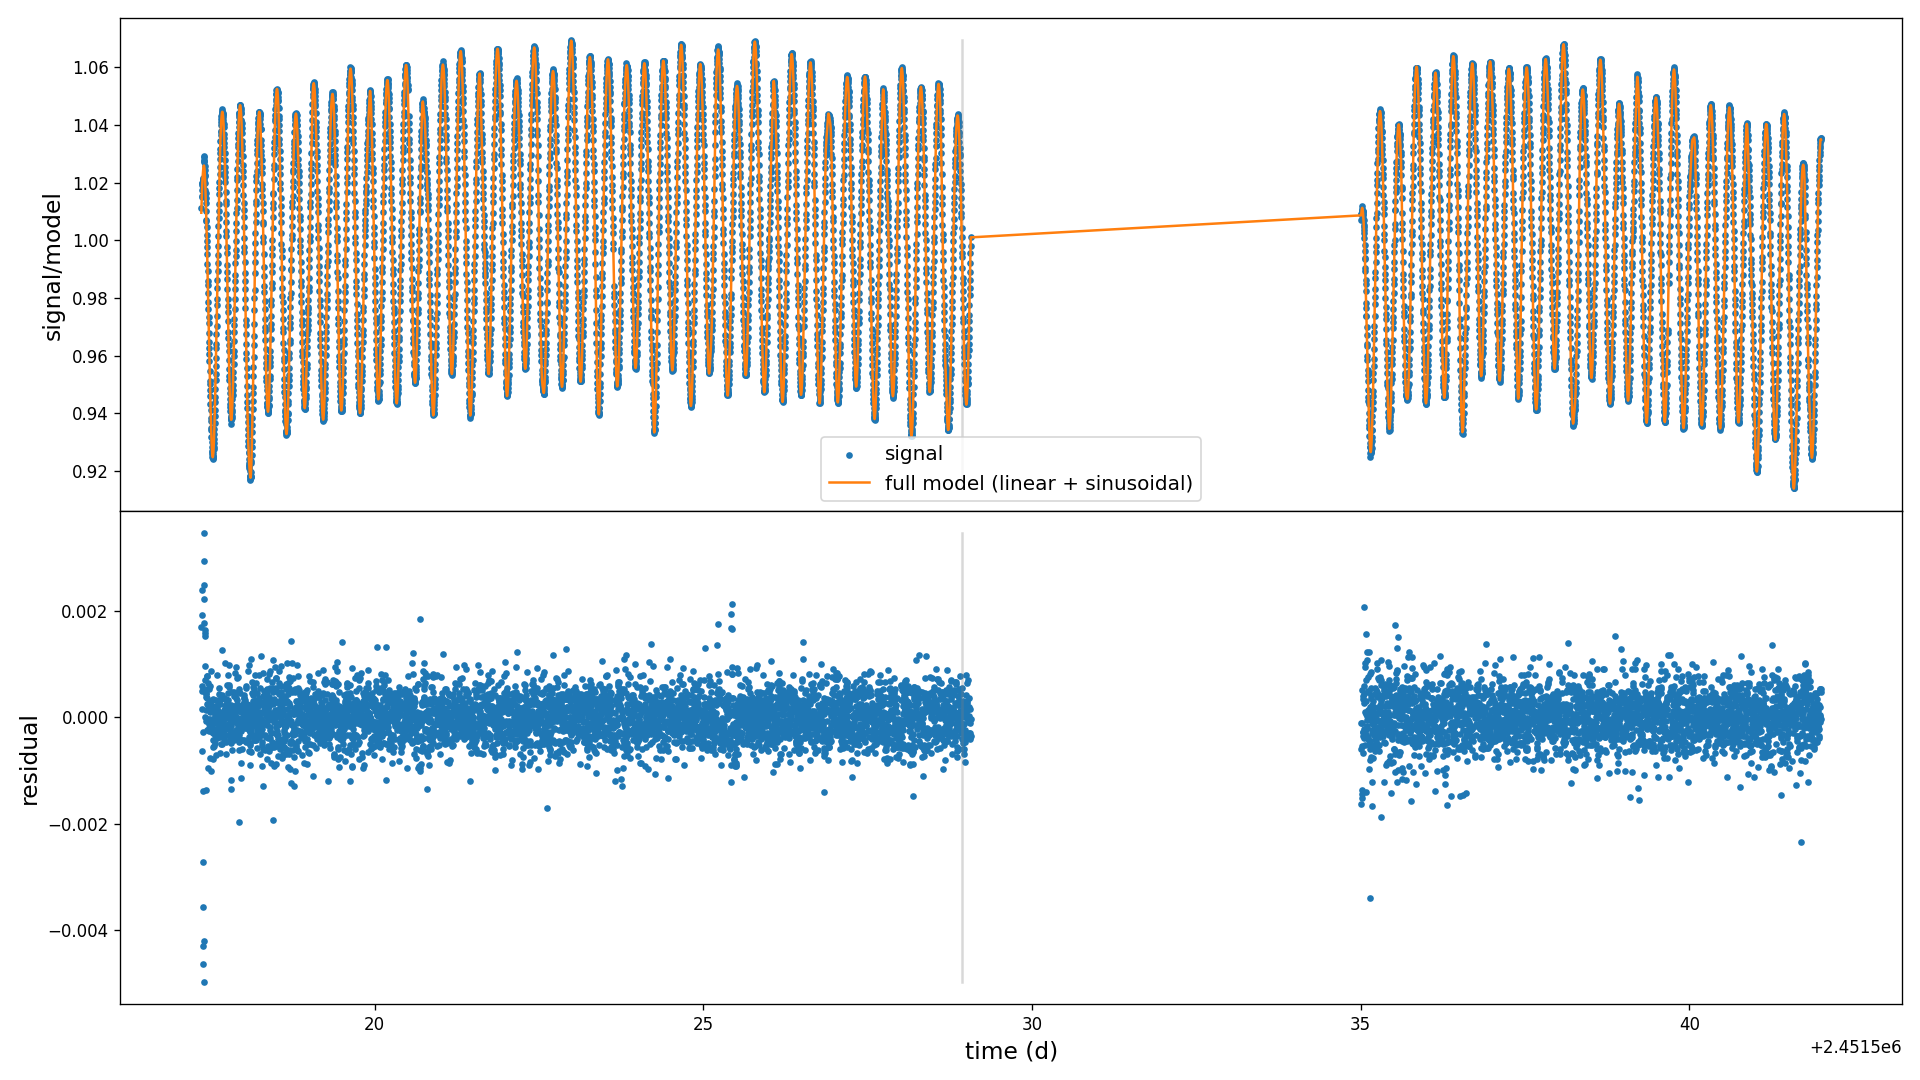 signal/model
1.06
1.04
1.02
1.00
0.98
0.96
0.94
0.92
signal
full model (linear + sinusoidal)
residual
0.002
0.000
−0.002
−0.004
20
25
30
35
40
time (d)
+2.4515e6